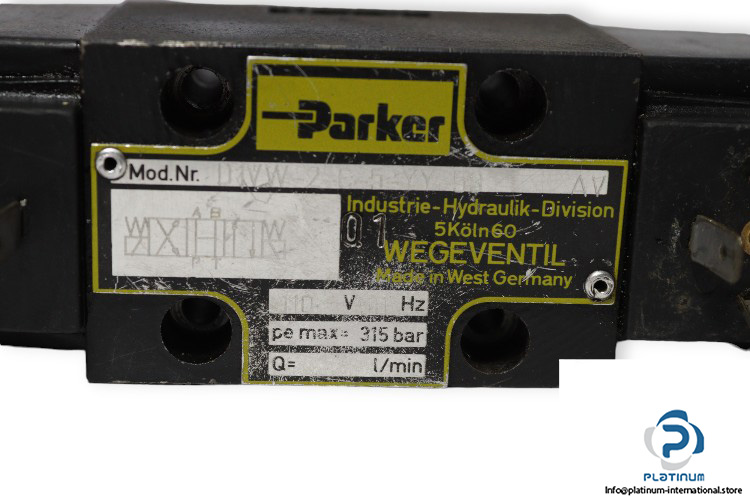 Parker
Mod.Nr. AV
A B
W W
P T
Industrie-Hydraulik-Division
5Köln60
01
WEGEVENTIL
Made in West Germany
V Hz
pe max= 315 bar
Q= l/min
PLATINUM
Info@platinum-international.store